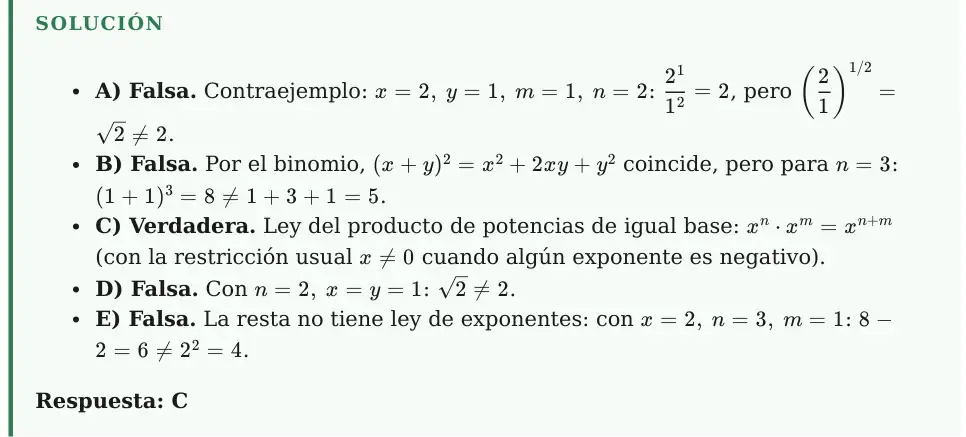 SOLUCIÓN
• A) Falsa. Contraejemplo: x = 2, y = 1, m = 1, n = 2: 2¹/1² = 2, pero (2/1)^{1/2} =
√2 ≠ 2.
• B) Falsa. Por el binomio, (x + y)² = x² + 2xy + y² coincide, pero para n = 3:
(1 + 1)³ = 8 ≠ 1 + 3 + 1 = 5.
• C) Verdadera. Ley del producto de potencias de igual base: xⁿ · xᵐ = xⁿ⁺ᵐ
(con la restricción usual x ≠ 0 cuando algún exponente es negativo).
• D) Falsa. Con n = 2, x = y = 1: √2 ≠ 2.
• E) Falsa. La resta no tiene ley de exponentes: con x = 2, n = 3, m = 1: 8 −
2 = 6 ≠ 2² = 4.
Respuesta: C